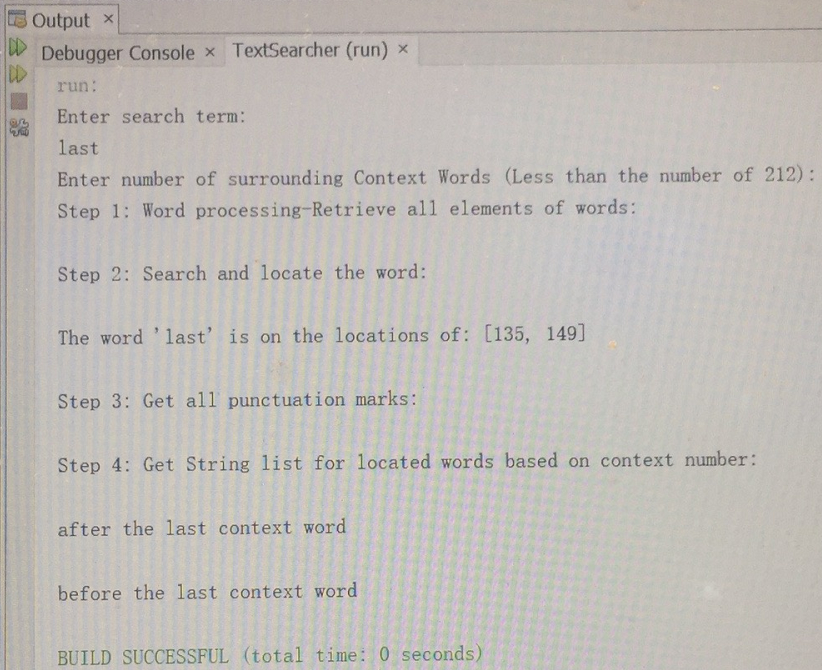 Output
Debugger Console × TextSearcher (run) ×
run:
Enter search term:
last
Enter number of surrounding Context Words (Less than the number of 212):
Step 1: Word processing-Retrieve all elements of words:
Step 2: Search and locate the word:
The word 'last' is on the locations of: [135, 149]
Step 3: Get all punctuation marks:
Step 4: Get String list for located words based on context number:
after the last context word
before the last context word
BUILD SUCCESSFUL (total time: 0 seconds)